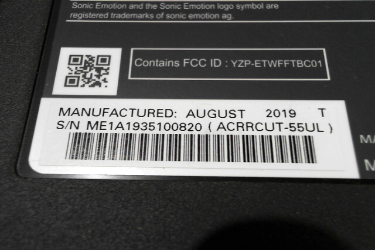 Sonic Emotion and the Sonic Emotion logo symbol are
registered trademarks of sonic emotion ag.
Contains FCC ID : YZP-ETWFFTBC01
MANUFACTURED: AUGUST 2019 T
S/N ME1A1935100820 ( ACRRCUT-55UL )
MA
M